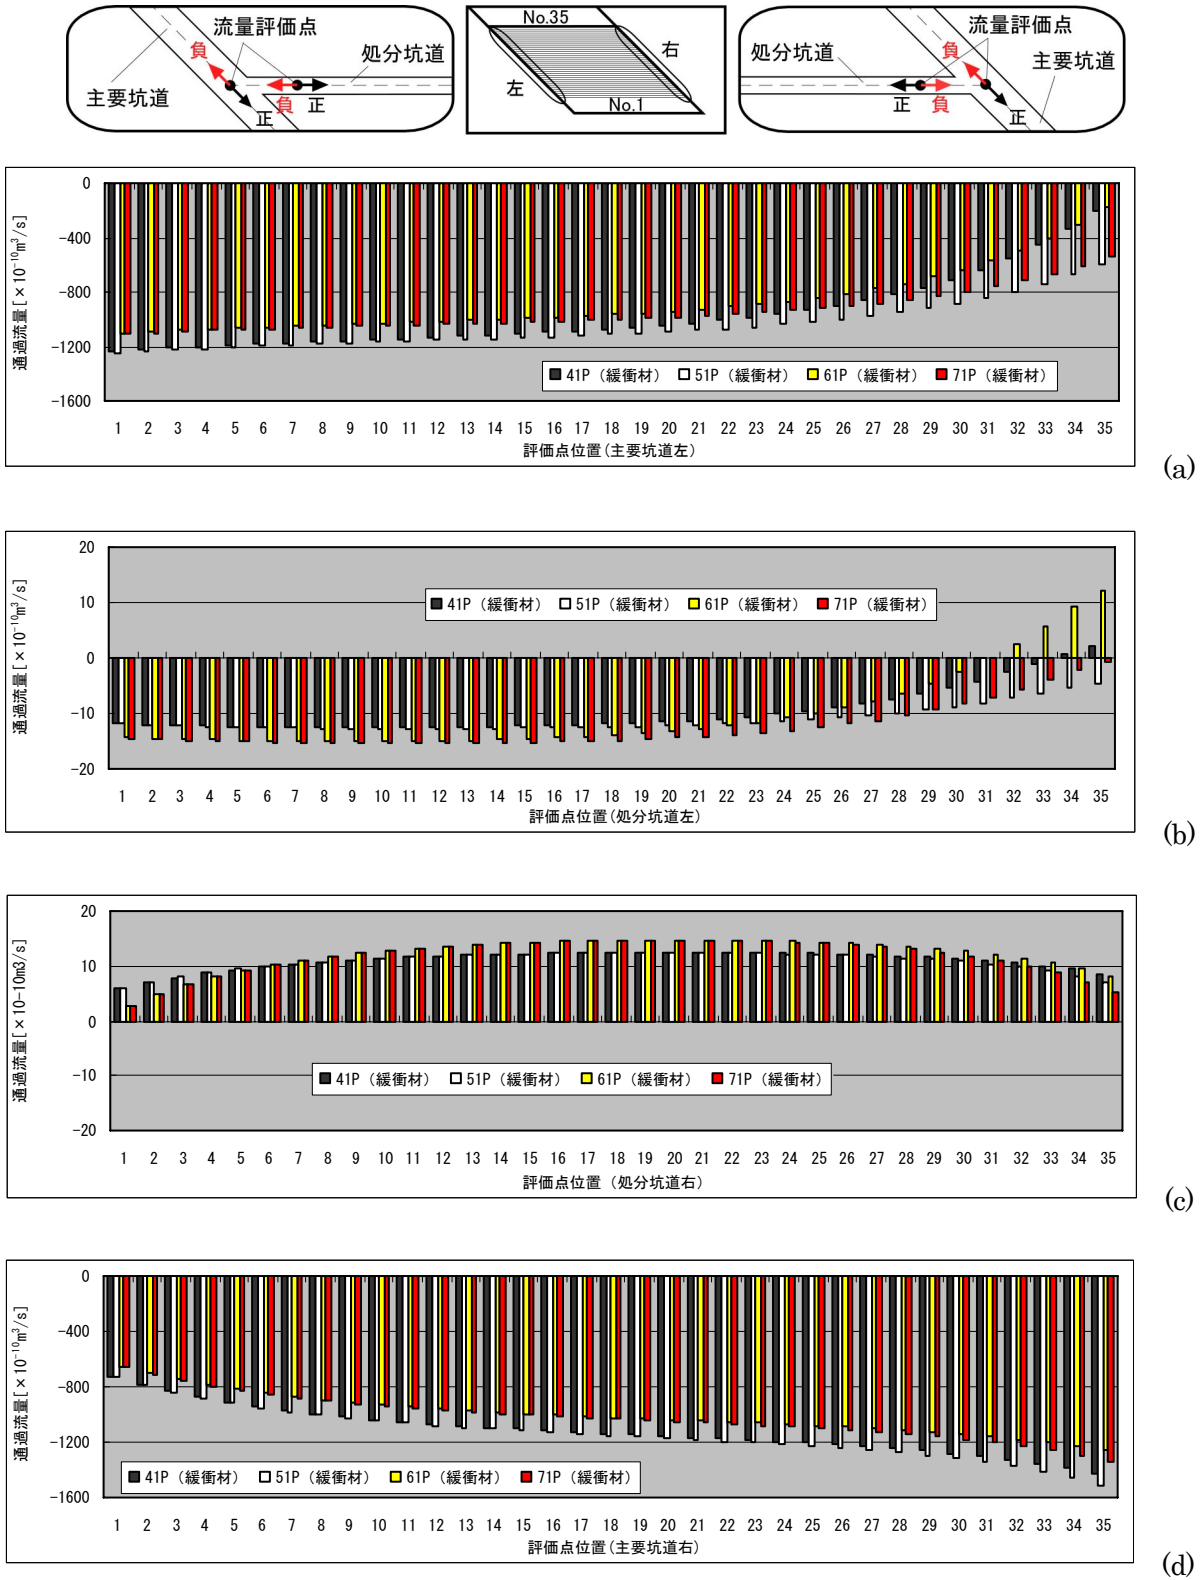 流量評価点
負
処分坑道
主要坑道
負
正
正
No.35
右
左
No.1
流量評価点
処分坑道
負
主要坑道
正
負
正
通過流量[×10⁻¹⁰m³/s]
0
-400
-800
-1200
-1600
41P（緩衝材） 51P（緩衝材） 61P（緩衝材） 71P（緩衝材）
1 2 3 4 5 6 7 8 9 10 11 12 13 14 15 16 17 18 19 20 21 22 23 24 25 26 27 28 29 30 31 32 33 34 35
評価点位置(主要坑道左)
(a)
通過流量[×10⁻¹⁰m³/s]
20
10
0
-10
-20
41P（緩衝材） 51P（緩衝材） 61P（緩衝材） 71P（緩衝材）
1 2 3 4 5 6 7 8 9 10 11 12 13 14 15 16 17 18 19 20 21 22 23 24 25 26 27 28 29 30 31 32 33 34 35
評価点位置(処分坑道左)
(b)
通過流量[×10-10m3/s]
20
10
0
-10
-20
41P（緩衝材） 51P（緩衝材） 61P（緩衝材） 71P（緩衝材）
1 2 3 4 5 6 7 8 9 10 11 12 13 14 15 16 17 18 19 20 21 22 23 24 25 26 27 28 29 30 31 32 33 34 35
評価点位置（処分坑道右)
(c)
通過流量[×10⁻¹⁰m³/s]
0
-400
-800
-1200
-1600
41P（緩衝材） 51P（緩衝材） 61P（緩衝材） 71P（緩衝材）
1 2 3 4 5 6 7 8 9 10 11 12 13 14 15 16 17 18 19 20 21 22 23 24 25 26 27 28 29 30 31 32 33 34 35
評価点位置(主要坑道右)
(d)